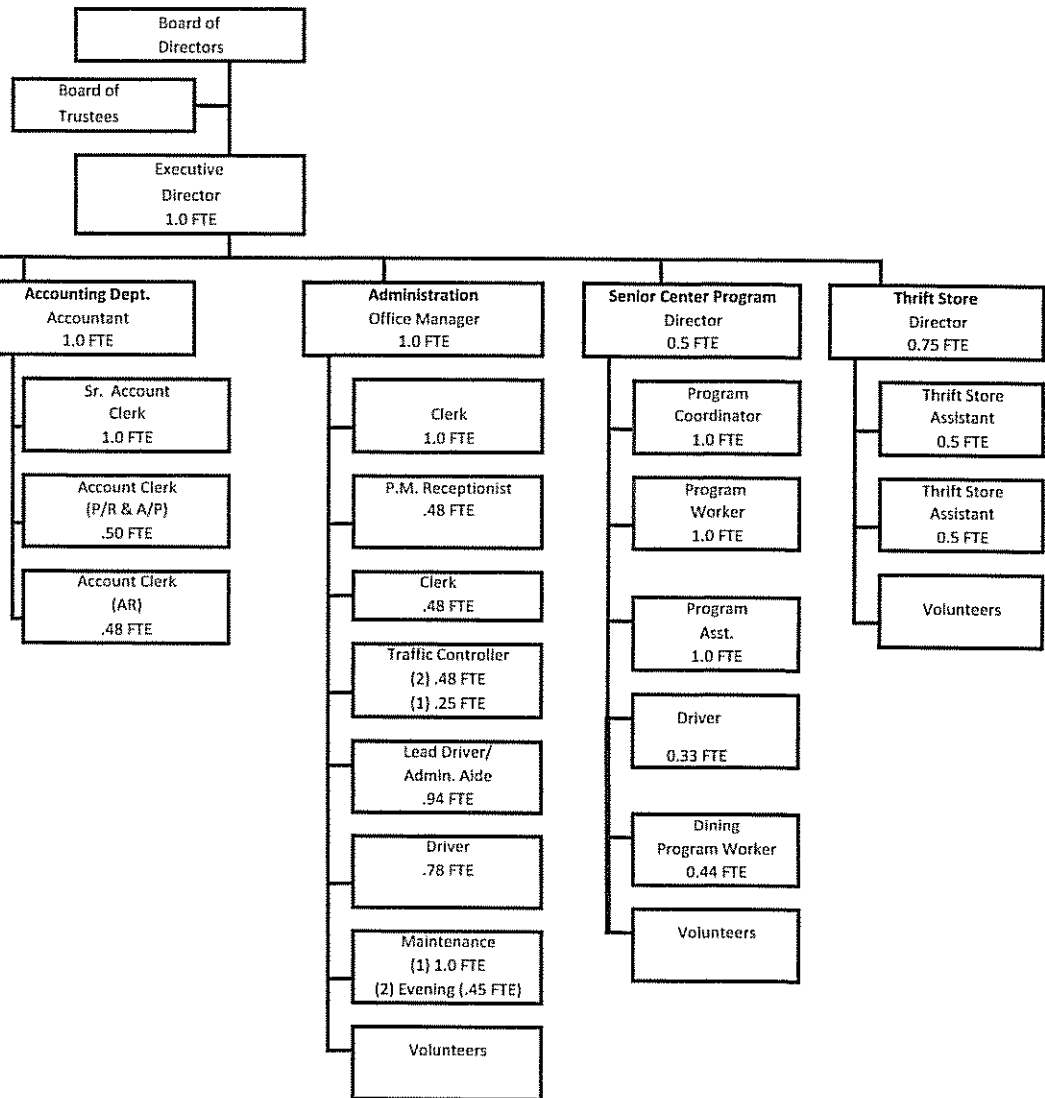 Board of
Directors
Board of
Trustees
Executive
Director
1.0 FTE
Accounting Dept.
Accountant
1.0 FTE
Sr. Account
Clerk
1.0 FTE
Account Clerk
(P/R & A/P)
.50 FTE
Account Clerk
(AR)
.48 FTE
Administration
Office Manager
1.0 FTE
Clerk
1.0 FTE
P.M. Receptionist
.48 FTE
Clerk
.48 FTE
Traffic Controller
(2) .48 FTE
(1) .25 FTE
Lead Driver/
Admin. Aide
.94 FTE
Driver
.78 FTE
Maintenance
(1) 1.0 FTE
(2) Evening (.45 FTE)
Volunteers
Senior Center Program
Director
0.5 FTE
Program
Coordinator
1.0 FTE
Program
Worker
1.0 FTE
Program
Asst.
1.0 FTE
Driver
0.33 FTE
Dining
Program Worker
0.44 FTE
Volunteers
Thrift Store
Director
0.75 FTE
Thrift Store
Assistant
0.5 FTE
Thrift Store
Assistant
0.5 FTE
Volunteers